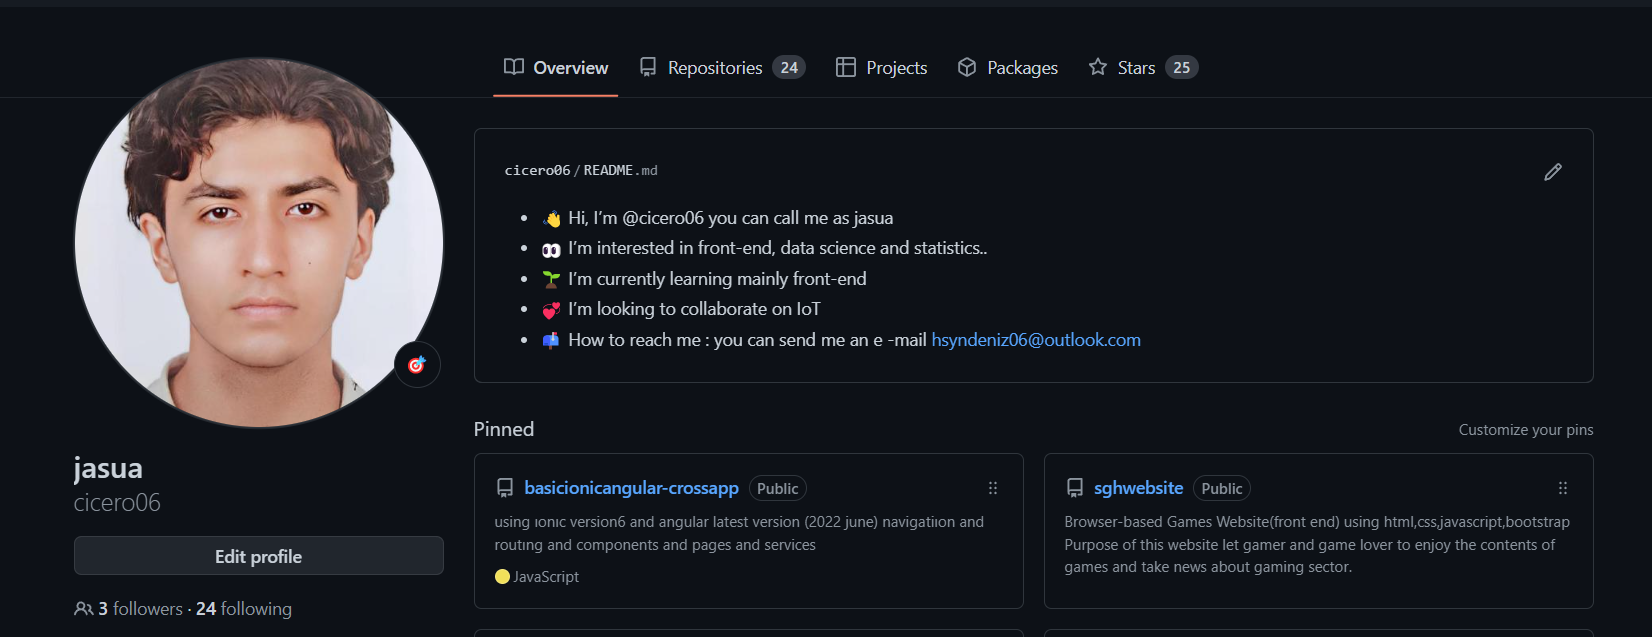 Overview Repositories 24 Projects Packages Stars 25
cicero06/README.md
👋 Hi, I'm @cicero06 you can call me as jasua
👀 I'm interested in front-end, data science and statistics..
🌱 I'm currently learning mainly front-end
💞️ I'm looking to collaborate on IoT
📫 How to reach me : you can send me an e -mail hsyndeniz06@outlook.com
jasua
cicero06
Edit profile
3 followers · 24 following
Pinned Customize your pins
basicionicangular-crossapp Public
using ıonıc version6 and angular latest version (2022 june) navigatiıon and
routıng and components and pages and services
JavaScript
sghwebsite Public
Browser-based Games Website(front end) using html,css,javascript,bootstrap
Purpose of this website let gamer and game lover to enjoy the contents of
games and take news about gaming sector.